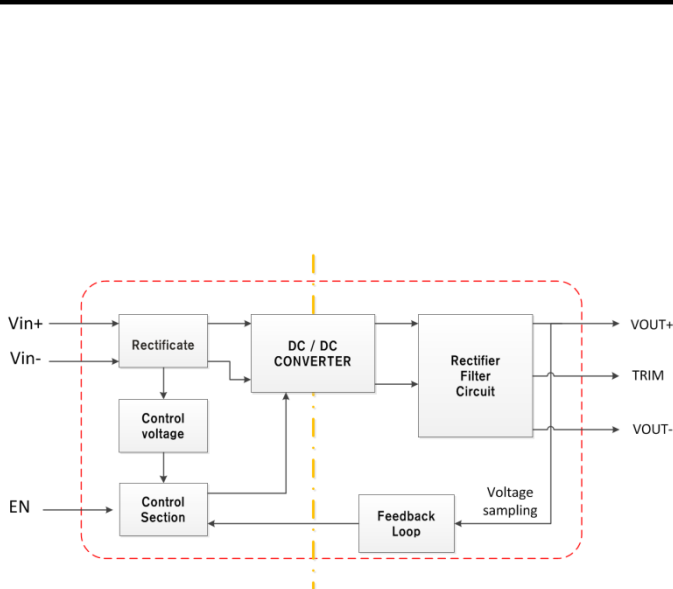 Vin+
Vin-
EN
Rectificate
Control
voltage
Control
Section
DC / DC
CONVERTER
Rectifier
Filter
Circuit
Feedback
Loop
Voltage
sampling
VOUT+
TRIM
VOUT-